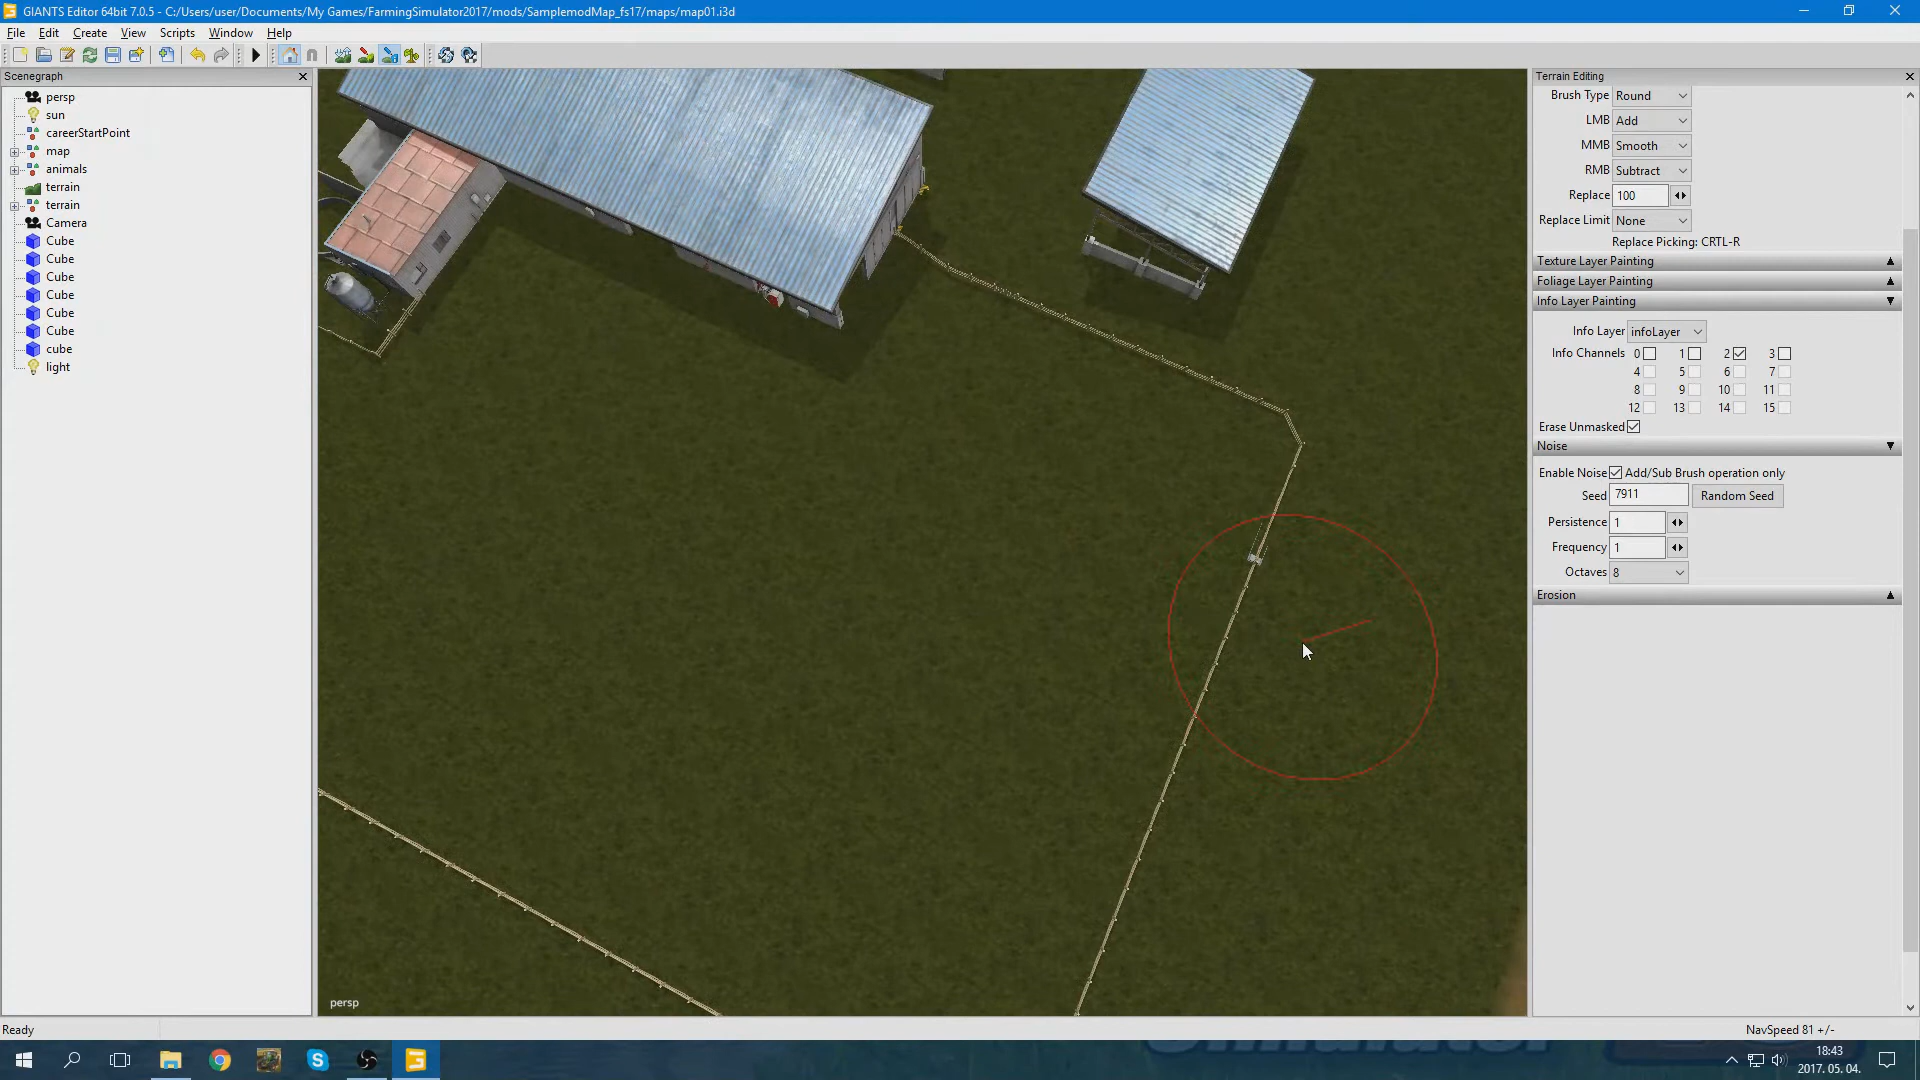 GIANTS Editor 64bit 7.0.5 - C:/Users/user/Documents/My Games/FarmingSimulator2017/mods/SamplemodMap_fs17/maps/map01.i3d
File Edit Create View Scripts Window Help
Scenegraph
persp
sun
careerStartPoint
map
animals
terrain
terrain
Camera
Cube
Cube
Cube
Cube
Cube
Cube
cube
light
persp
Terrain Editing
Brush Type Round
LMB Add
MMB Smooth
RMB Subtract
Replace 100
Replace Limit None
Replace Picking: CRTL-R
Texture Layer Painting
Foliage Layer Painting
Info Layer Painting
Info Layer infoLayer
Info Channels 0 1 2 3
4 5 6 7
8 9 10 11
12 13 14 15
Erase Unmasked
Noise
Enable Noise Add/Sub Brush operation only
Seed 7911 Random Seed
Persistence 1
Frequency 1
Octaves 8
Erosion
Ready
NavSpeed 81 +/-
18:43
2017. 05. 04.